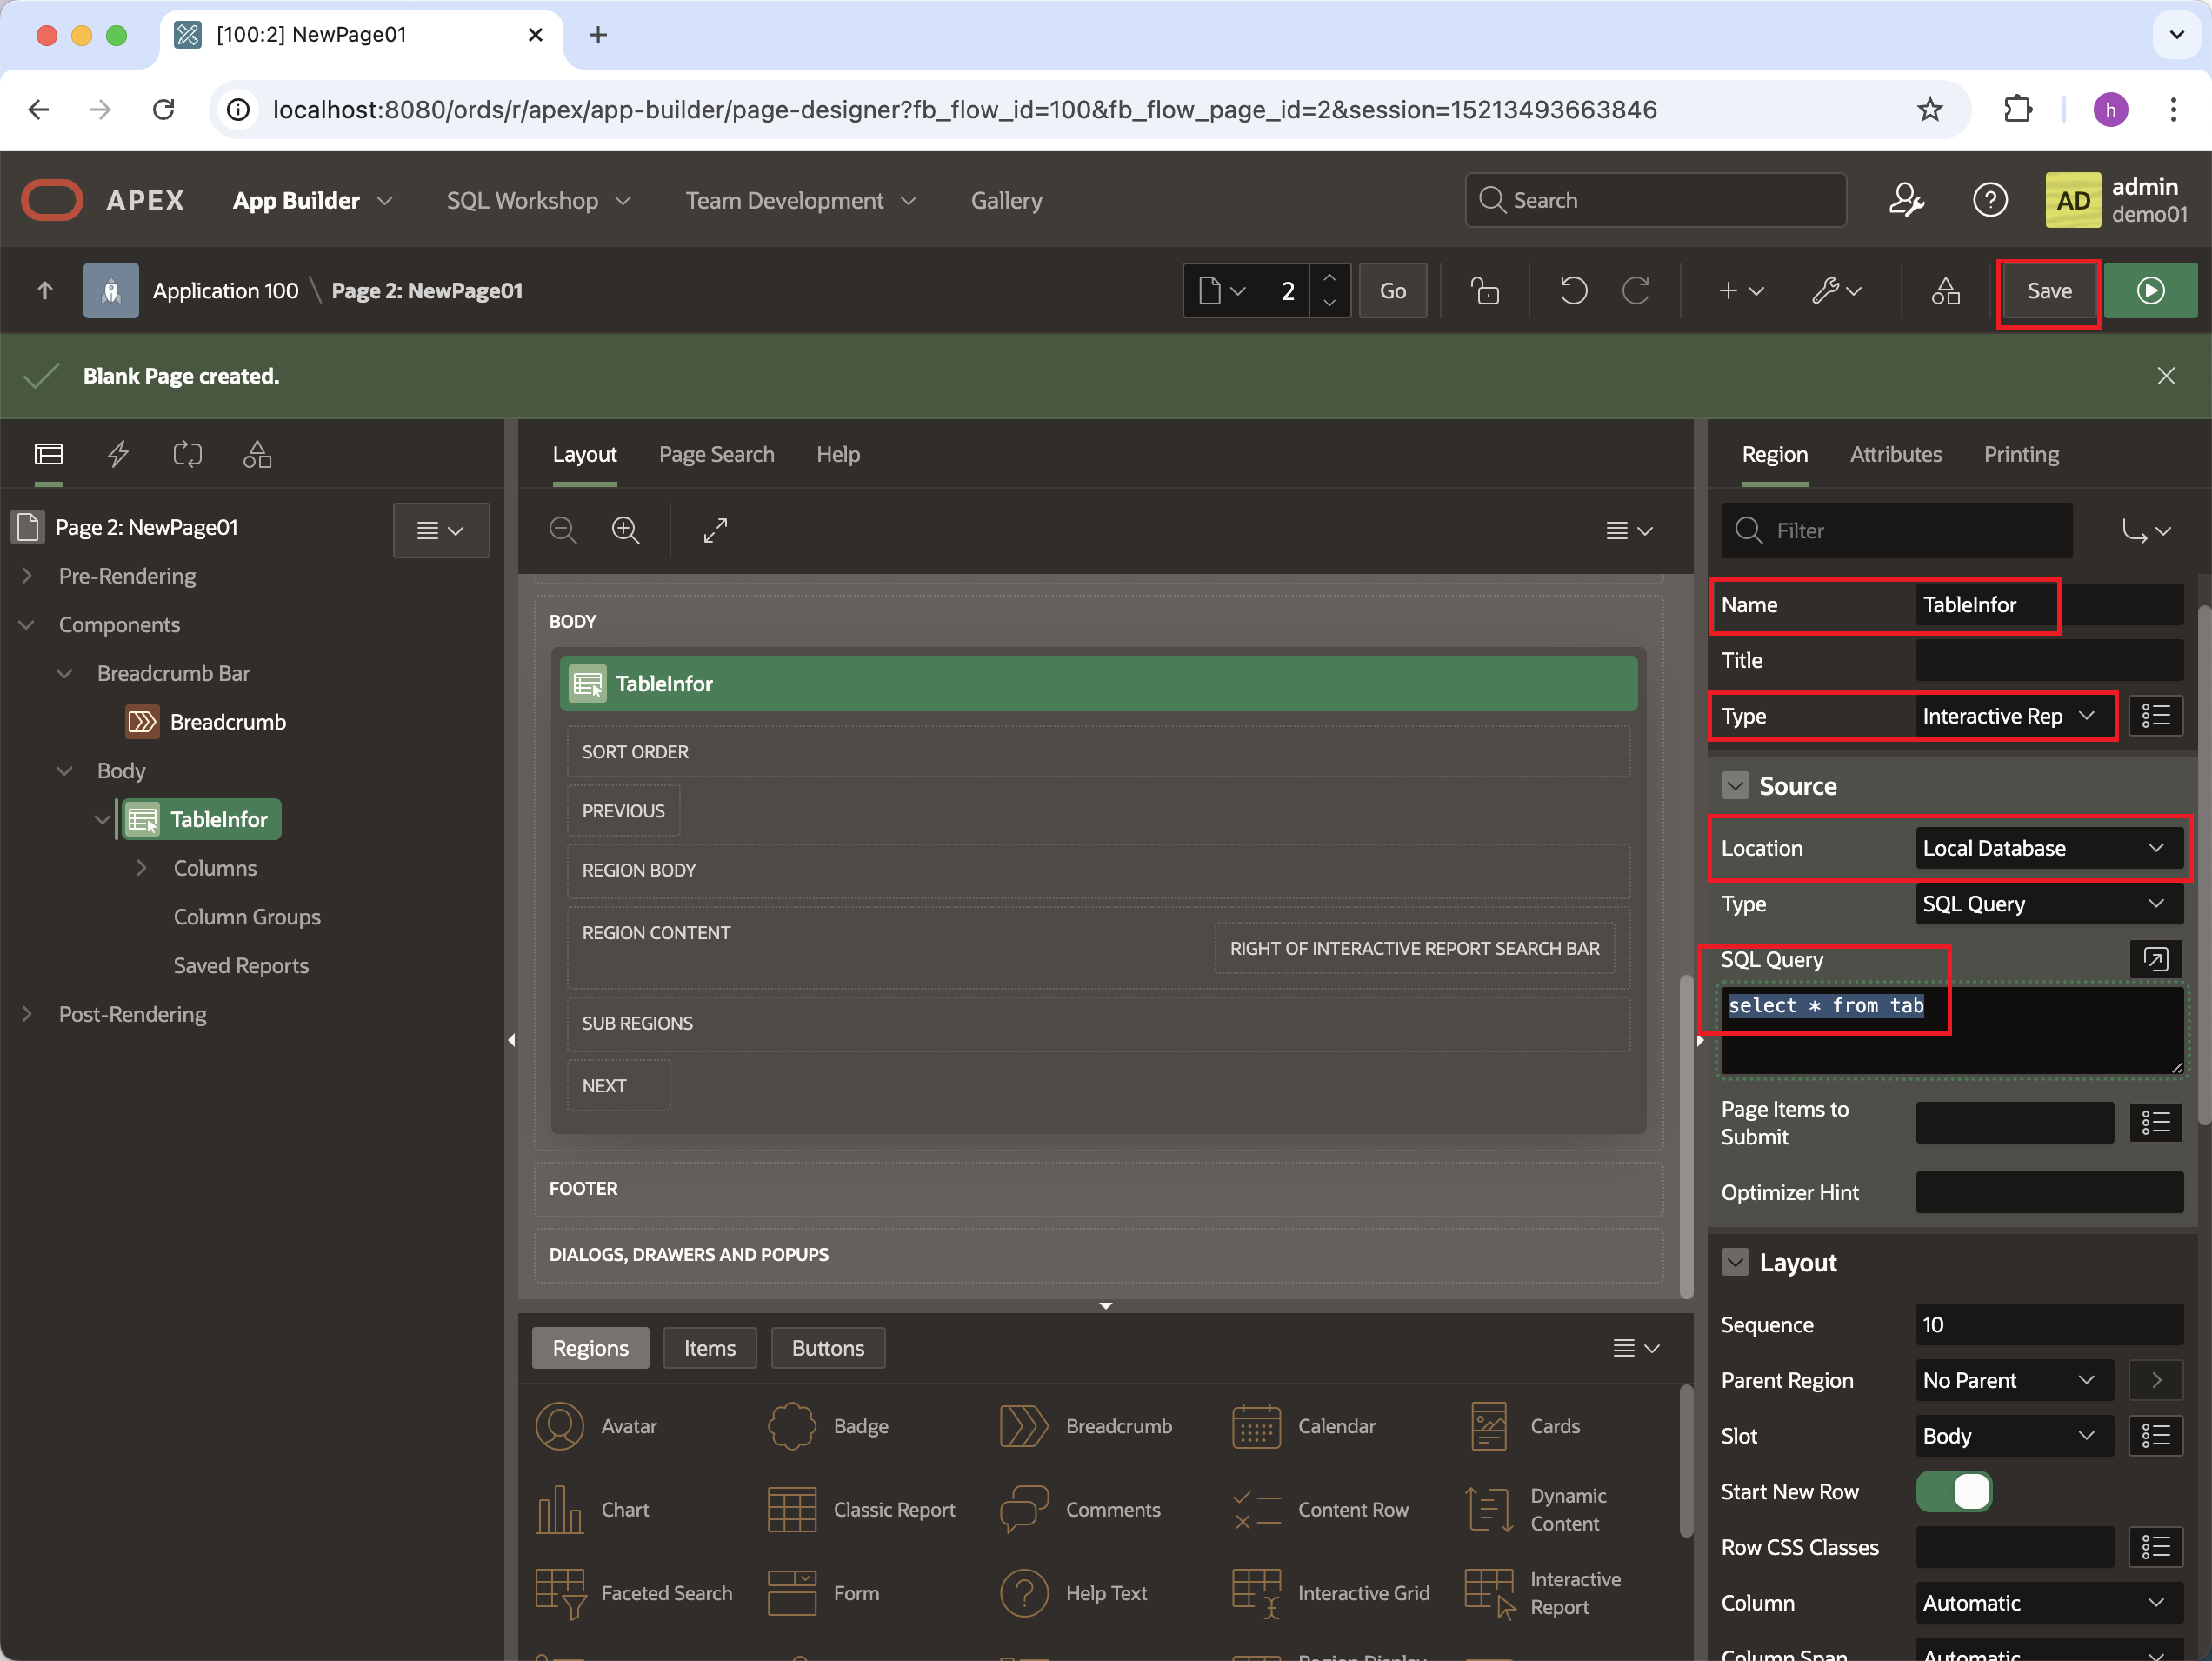 [100:2] NewPage01
localhost:8080/ords/r/apex/app-builder/page-designer?fb_flow_id=100&fb_flow_page_id=2&session=15213493663846
h
APEX
App Builder
SQL Workshop
Team Development
Gallery
Search
AD
admin
demo01
Application 100 \ Page 2: NewPage01
2
Go
Save
Blank Page created.
Page 2: NewPage01
Pre-Rendering
Components
Breadcrumb Bar
Breadcrumb
Body
TableInfor
Columns
Column Groups
Saved Reports
Post-Rendering
Layout
Page Search
Help
BODY
TableInfor
SORT ORDER
PREVIOUS
REGION BODY
REGION CONTENT
RIGHT OF INTERACTIVE REPORT SEARCH BAR
SUB REGIONS
NEXT
FOOTER
DIALOGS, DRAWERS AND POPUPS
Regions
Items
Buttons
Avatar
Badge
Breadcrumb
Calendar
Cards
Chart
Classic Report
Comments
Content Row
Dynamic
Content
Faceted Search
Form
Help Text
Interactive Grid
Interactive
Report
Region Display
Region
Attributes
Printing
Filter
Name TableInfor
Title
Type Interactive Rep
Source
Location Local Database
Type SQL Query
SQL Query
select * from tab
Page Items to
Submit
Optimizer Hint
Layout
Sequence 10
Parent Region No Parent
Slot Body
Start New Row
Row CSS Classes
Column Automatic
Column Span Automatic